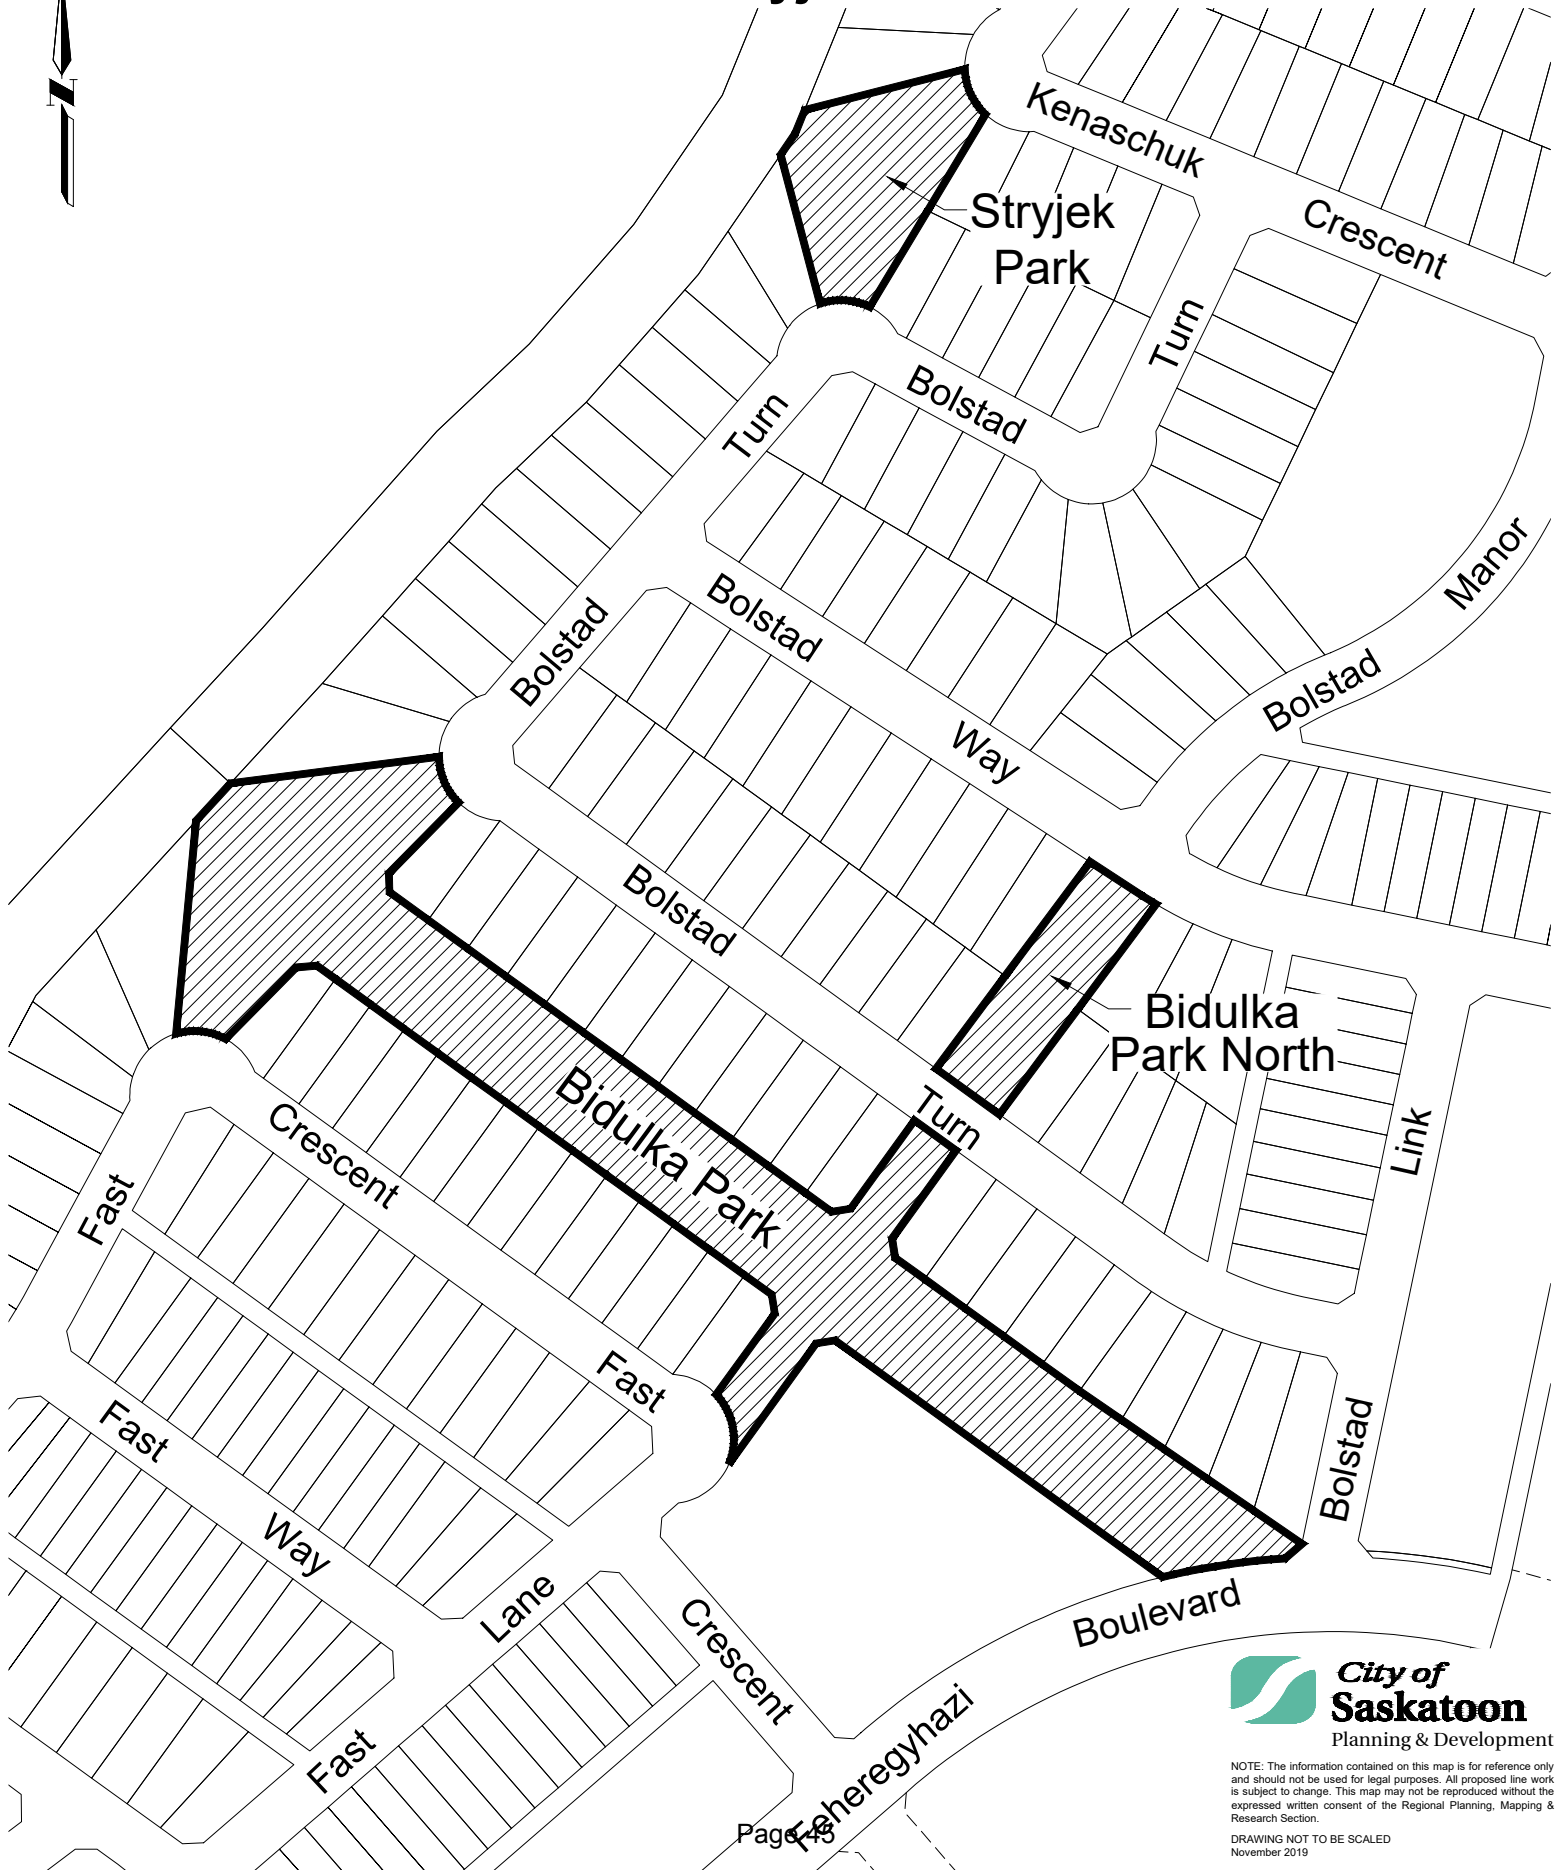 N
Kenaschuk
Crescent
Stryjek
Park
Turn
Bolstad
Turn
Manor
Bolstad
Bolstad
Bolstad
Way
Bolstad
Bidulka
Park North
Turn
Link
Bidulka Park
Crescent
Fast
Fast
Bolstad
Fast
Way
Lane
Crescent
Boulevard
Fast
Feheregyhazi
City of
Saskatoon
Planning & Development
NOTE: The information contained on this map is for reference only
and should not be used for legal purposes. All proposed line work
is subject to change. This map may not be reproduced without the
expressed written consent of the Regional Planning, Mapping &
Research Section.
DRAWING NOT TO BE SCALED
November 2019
Page 45